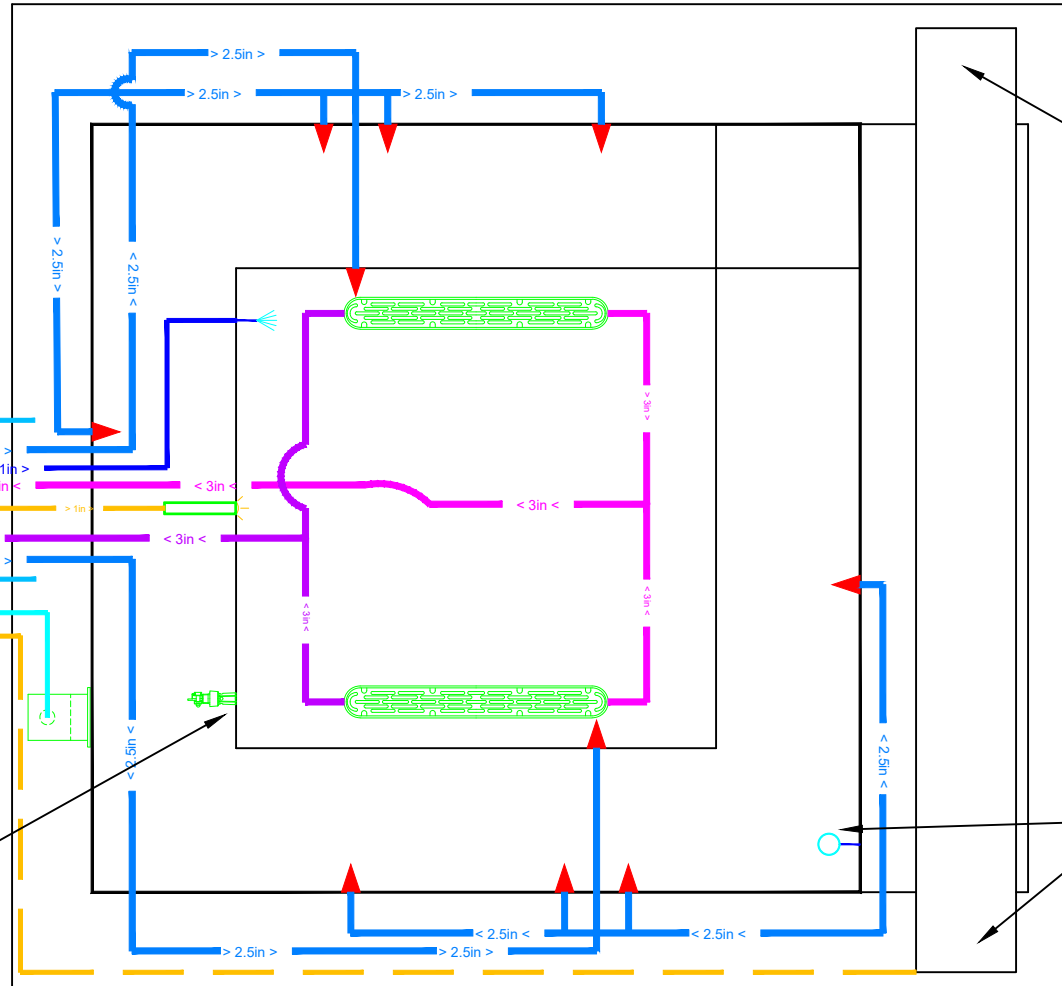 > 2.5in >
> 2.5in >
> 2.5in >
> 2.5in >
< 2.5in <
> 3in >
>
1in >
in <
< 3in <
< 3in <
> 1in >
< 3in <
>
< 3in <
< 3in <
< 2.5in <
< 2.5in <
< 2.5in <
< 2.5in <
> 2.5in >
> 2.5in >